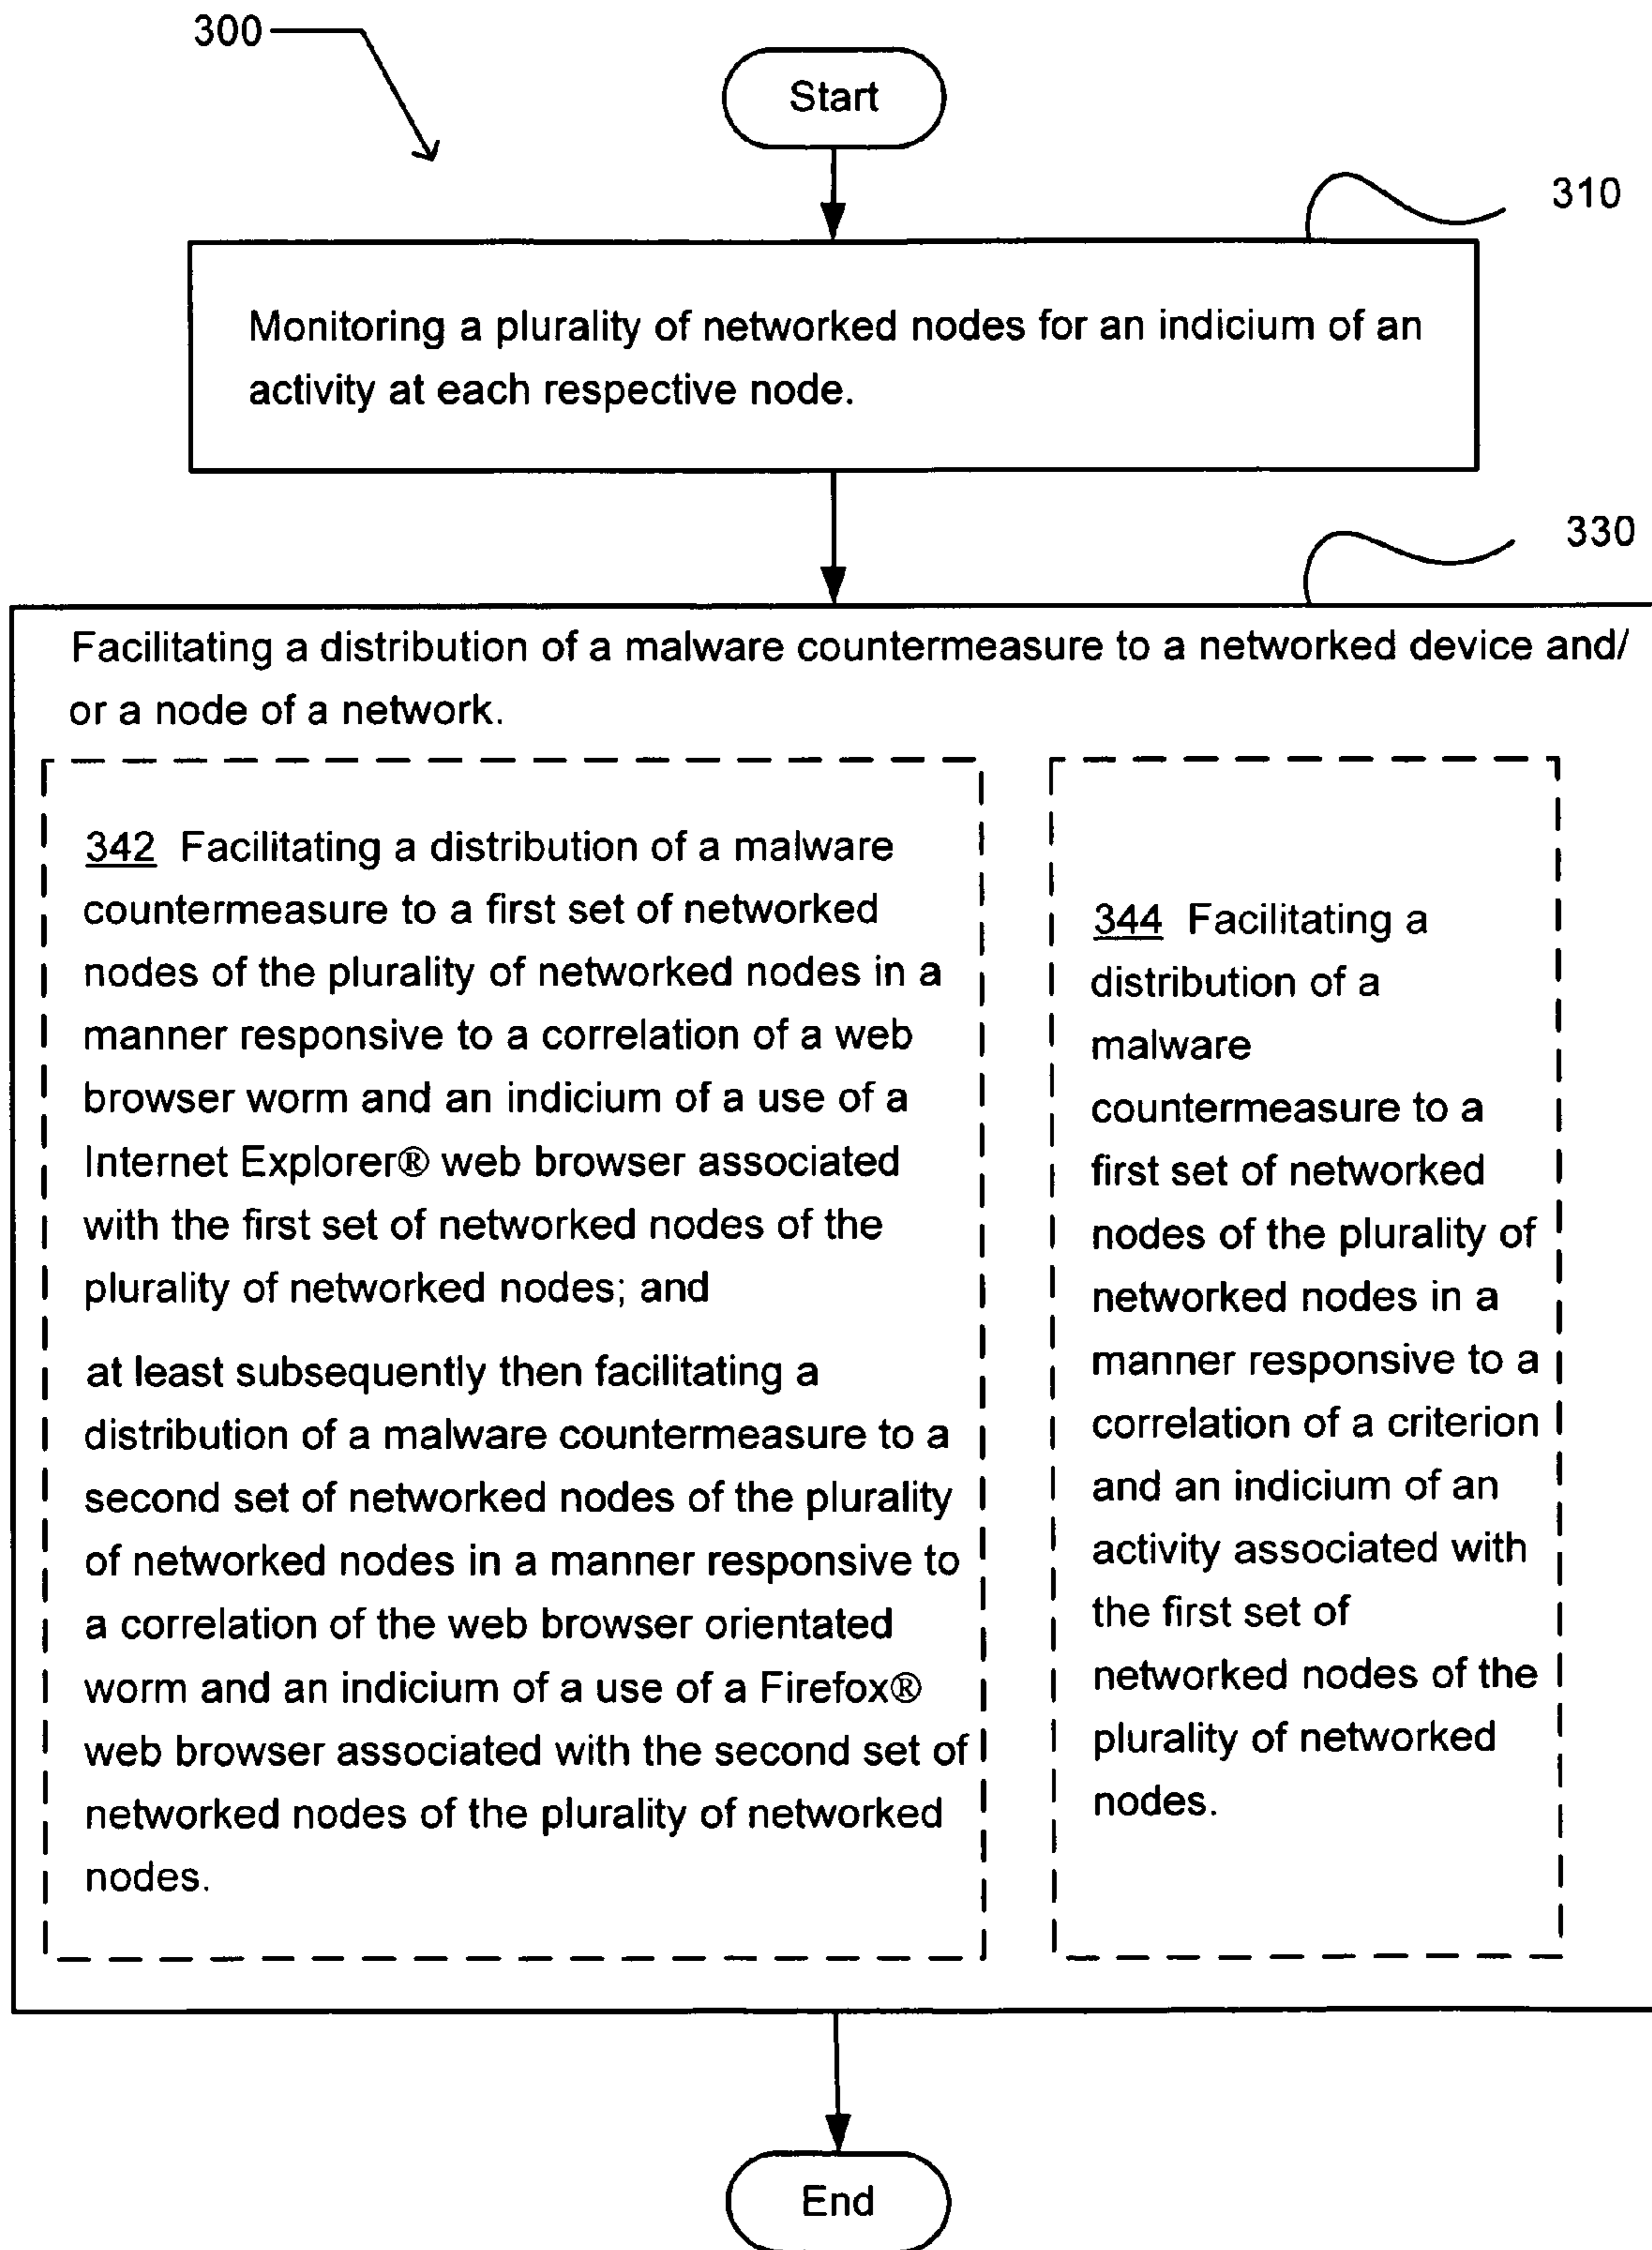 300
Start
310
Monitoring a plurality of networked nodes for an indicium of an
activity at each respective node.
330
Facilitating a distribution of a malware countermeasure to a networked device and/
or a node of a network.
342 Facilitating a distribution of a malware
countermeasure to a first set of networked
nodes of the plurality of networked nodes in a
manner responsive to a correlation of a web
browser worm and an indicium of a use of a
Internet Explorer® web browser associated
with the first set of networked nodes of the
plurality of networked nodes; and
at least subsequently then facilitating a
distribution of a malware countermeasure to a
second set of networked nodes of the plurality
of networked nodes in a manner responsive to
a correlation of the web browser orientated
worm and an indicium of a use of a Firefox®
web browser associated with the second set of
networked nodes of the plurality of networked
nodes.
344 Facilitating a
distribution of a
malware
countermeasure to a
first set of networked
nodes of the plurality of
networked nodes in a
manner responsive to a
correlation of a criterion
and an indicium of an
activity associated with
the first set of
networked nodes of the
plurality of networked
nodes.
End